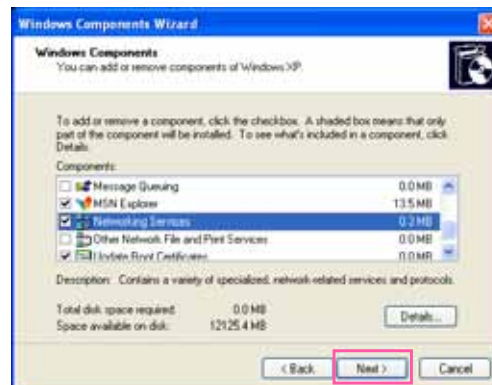 Windows Components Wizard
Windows Components
You can add or remove components of Windows XP.
To add or remove a component, click the checkbox. A shaded box means that only
part of the component will be installed. To see what's included in a component, click
Details.
Components:
Message Queuing 0.0 MB
MSN Explorer 13.5 MB
Networking Services 0.2 MB
Other Network File and Print Services 0.0 MB
Update Root Certificates 0.0 MB
Description: Contains a variety of specialized, network-related services and protocols.
Total disk space required: 0.0 MB
Space available on disk: 12125.4 MB
Details...
< Back
Next >
Cancel